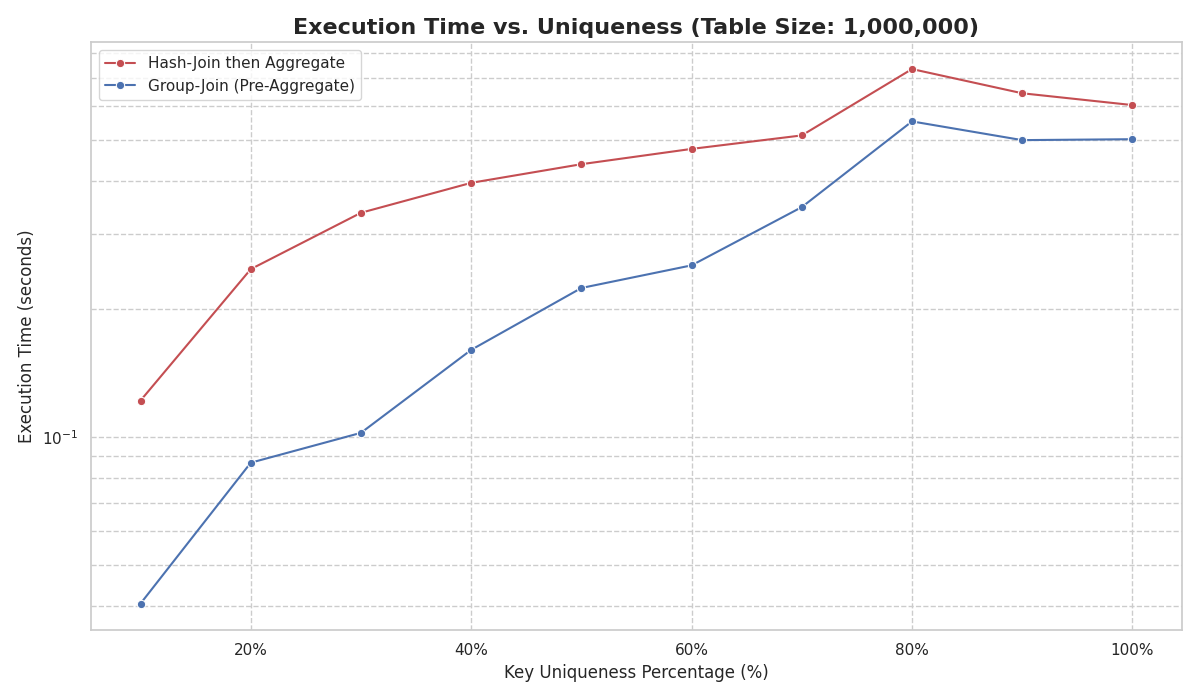 Execution Time vs. Uniqueness (Table Size: 1,000,000)
Hash-Join then Aggregate
Group-Join (Pre-Aggregate)
Execution Time (seconds)
10⁻¹
20%
40%
60%
80%
100%
Key Uniqueness Percentage (%)